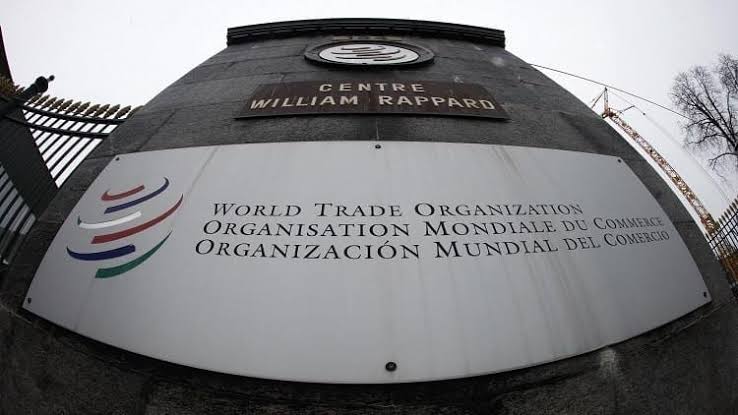 CENTRE
WILLIAM RAPPARD
WORLD TRADE ORGANIZATION
ORGANISATION MONDIALE DU COMMERCE
ORGANIZACIÓN MUNDIAL DEL COMERCIO